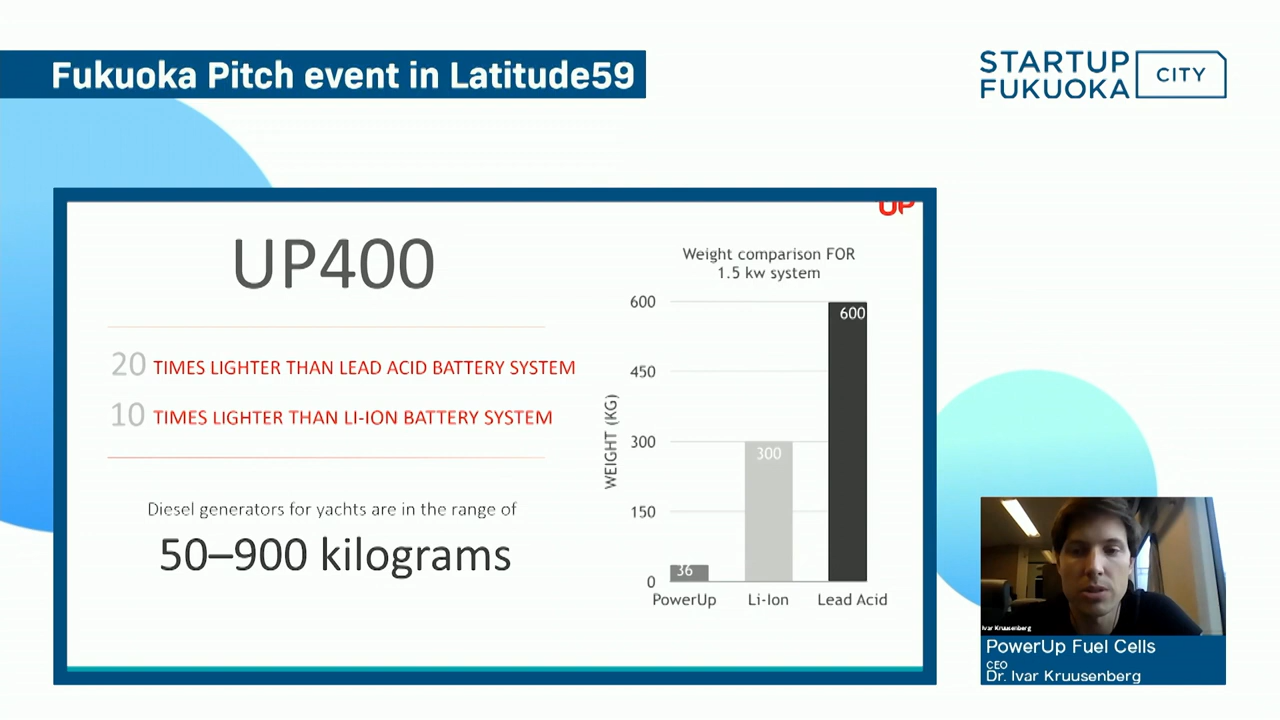 Fukuoka Pitch event in Latitude59
STARTUP
FUKUOKA
CITY
UP
UP400
20 TIMES LIGHTER THAN LEAD ACID BATTERY SYSTEM
10 TIMES LIGHTER THAN LI-ION BATTERY SYSTEM
Diesel generators for yachts are in the range of
50–900 kilograms
Weight comparison FOR
1.5 kw system
WEIGHT (KG)
600
450
300
150
0
36
300
600
PowerUp
Li-Ion
Lead Acid
Ivar Kruusenberg
PowerUp Fuel Cells
CEO
Dr. Ivar Kruusenberg